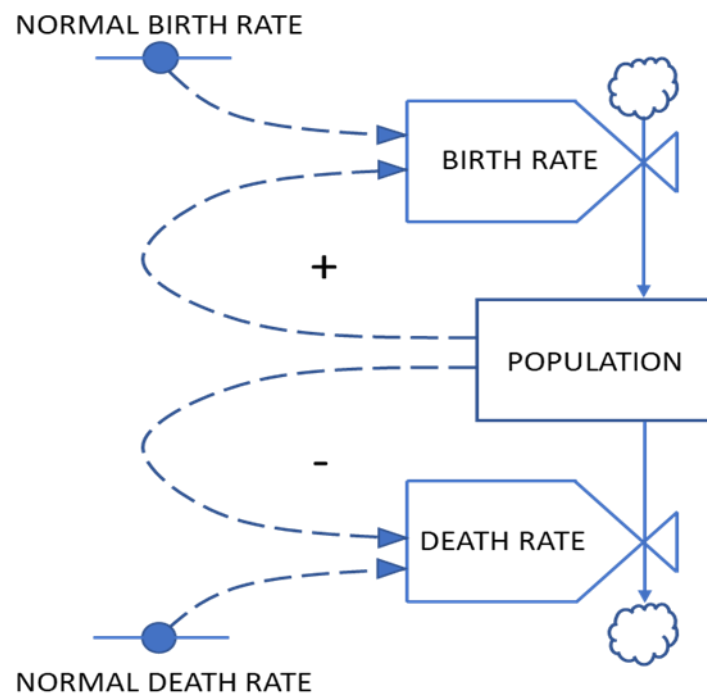 NORMAL BIRTH RATE
BIRTH RATE
+
POPULATION
-
DEATH RATE
NORMAL DEATH RATE